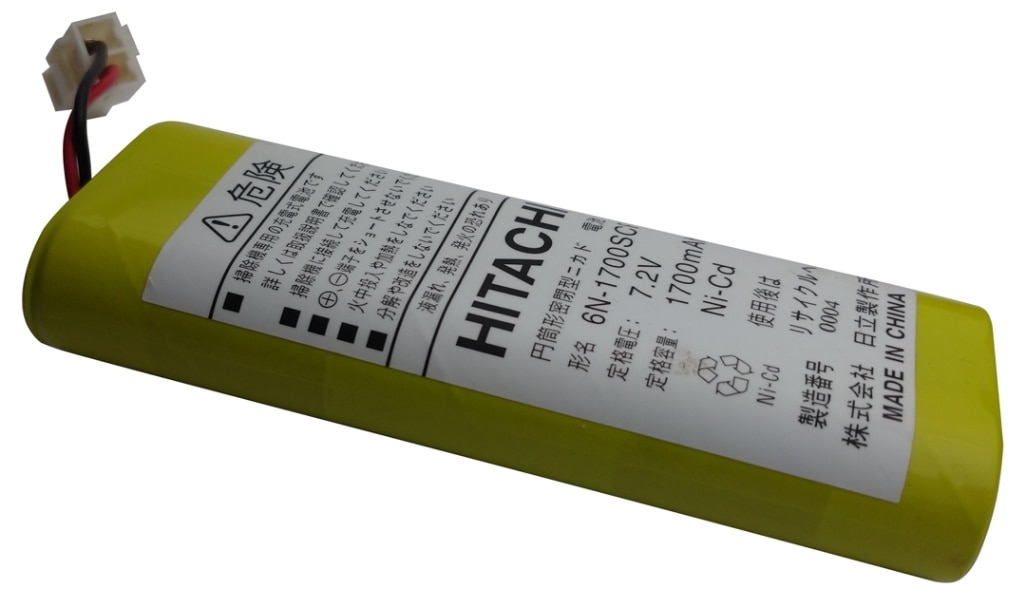 危険
■ 掃除機専用の充電式電池です
詳しくは取扱説明書で確認してくだ
■ 掃除機に接続して充電してください
■ ⊕,⊖端子をショートさせないでくだ
■ 火中投入や加熱をしなでください
■ 分解や改造をしないでください
液漏れ、発熱、発火の恐れあり
HITACHI
円筒形密閉型ニカド 電池
形名 6N-1700SC
定格電圧: 7.2V
定格容量: 1700mA
Ni-Cd
Ni-Cd
使用後は
リサイクルへ
製造番号 0004
株式会社 日立製作所
MADE IN CHINA